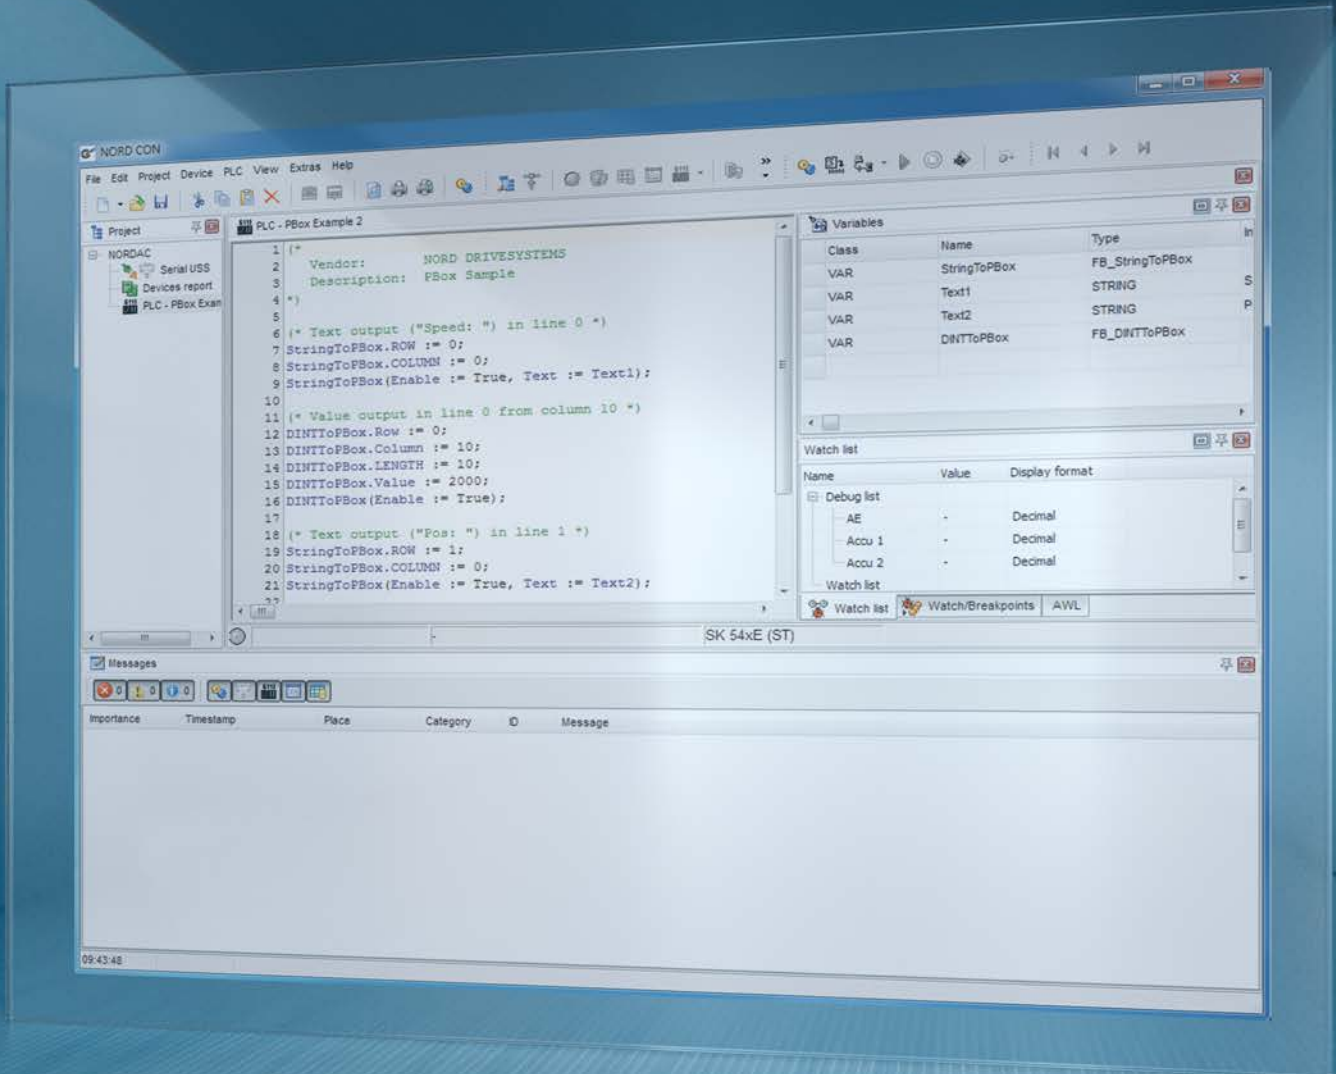 NORD CON
File Edit Project Device PLC View Extras Help
Project
NORDAC
Serial USS
Devices report
PLC - PBox Exam
PLC - PBox Example 2
1 (*
2 Vendor: NORD DRIVESYSTEMS
3 Description: PBox Sample
4 *)
5
6 (* Text output ("Speed: ") in line 0 *)
7 StringToPBox.ROW := 0;
8 StringToPBox.COLUMN := 0;
9 StringToPBox(Enable := True, Text := Text1);
10
11 (* Value output in line 0 from column 10 *)
12 DINTToPBox.Row := 0;
13 DINTToPBox.Column := 10;
14 DINTToPBox.LENGTH := 10;
15 DINTToPBox.Value := 2000;
16 DINTToPBox(Enable := True);
17
18 (* Text output ("Pos: ") in line 1 *)
19 StringToPBox.ROW := 1;
20 StringToPBox.COLUMN := 0;
21 StringToPBox(Enable := True, Text := Text2);
22
Variables
Class Name Type In
VAR StringToPBox FB_StringToPBox
VAR Text1 STRING S
VAR Text2 STRING P
VAR DINTToPBox FB_DINTToPBox
Watch list
Name Value Display format
Debug list
AE - Decimal
Accu 1 - Decimal
Accu 2 - Decimal
Watch list
Watch list Watch/Breakpoints AWL
- SK 54xE (ST)
Messages
0 0 0
Importance Timestamp Place Category ID Message
09:43:48